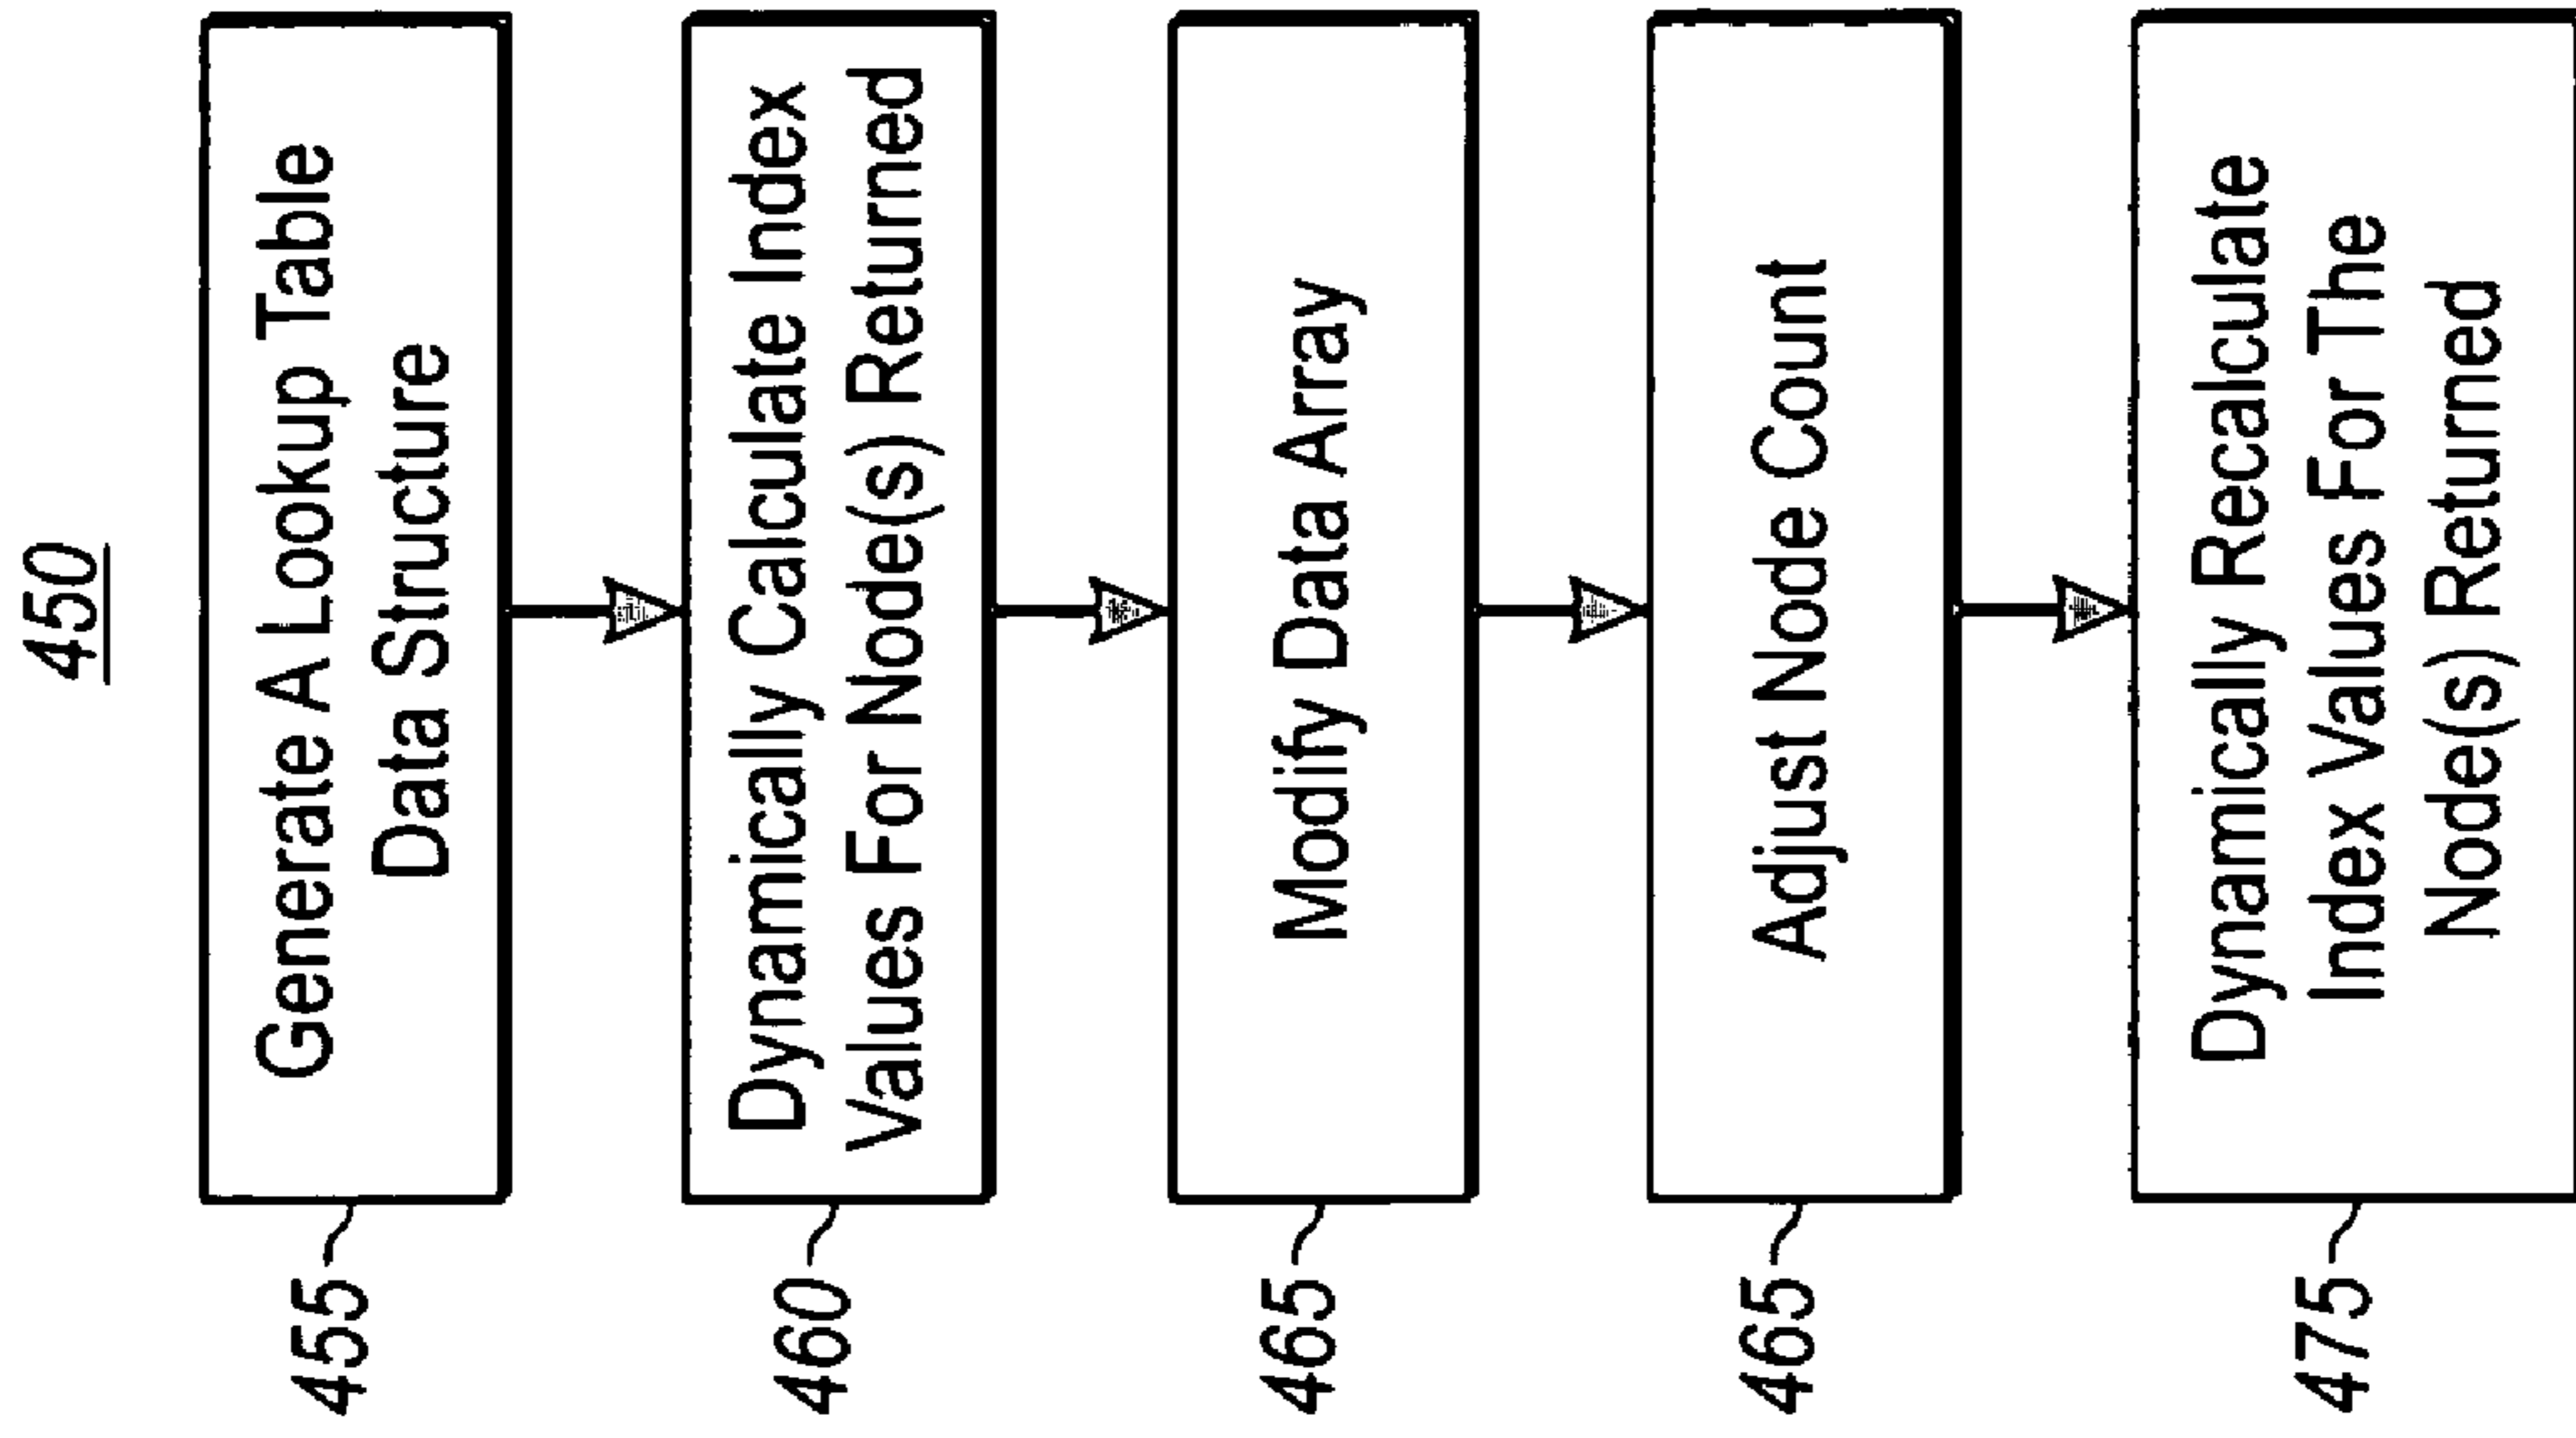 450
Generate A Lookup Table
Data Structure
455
Dynamically Calculate Index
Values For Node(s) Returned
460
Modify Data Array
465
Adjust Node Count
465
Dynamically Recalculate
Index Values For The
Node(s) Returned
475